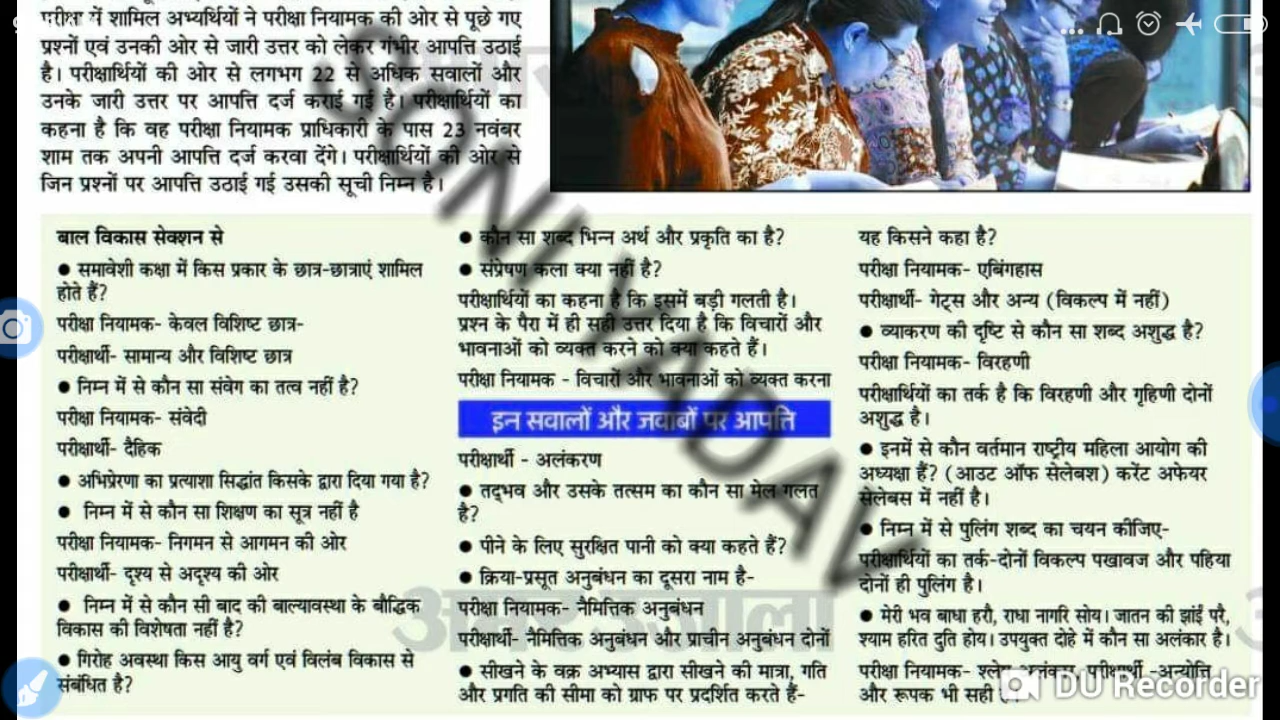 परीक्षा में शामिल अभ्यर्थियों ने परीक्षा नियामक की ओर से पूछे गए
प्रश्नों एवं उनकी ओर से जारी उत्तर को लेकर गंभीर आपत्ति उठाई
है। परीक्षार्थियों की ओर से लगभग 22 से अधिक सवालों और
उनके जारी उत्तर पर आपत्ति दर्ज कराई गई है। परीक्षार्थियों का
कहना है कि वह परीक्षा नियामक प्राधिकारी के पास 23 नवंबर
शाम तक अपनी आपत्ति दर्ज करवा देंगे। परीक्षार्थियों की ओर से
जिन प्रश्नों पर आपत्ति उठाई गई उसकी सूची निम्न है।
बाल विकास सेक्शन से
● समावेशी कक्षा में किस प्रकार के छात्र-छात्राएं शामिल
होते हैं?
परीक्षा नियामक- केवल विशिष्ट छात्र-
परीक्षार्थी- सामान्य और विशिष्ट छात्र
● निम्न में से कौन सा संवेग का तत्व नहीं है?
परीक्षा नियामक- संवेदी
परीक्षार्थी- दैहिक
● अभिप्रेरणा का प्रत्याशा सिद्धांत किसके द्वारा दिया गया है?
● निम्न में से कौन सा शिक्षण का सूत्र नहीं है
परीक्षा नियामक- निगमन से आगमन की ओर
परीक्षार्थी- दृश्य से अदृश्य की ओर
● निम्न में से कौन सी बाद की बाल्यावस्था के बौद्धिक
विकास की विशेषता नहीं है?
● गिरोह अवस्था किस आयु वर्ग एवं विलंब विकास से
संबंधित है?
● कौन सा शब्द भिन्न अर्थ और प्रकृति का है?
● संप्रेषण कला क्या नहीं है?
परीक्षार्थियों का कहना है कि इसमें बड़ी गलती है।
प्रश्न के पैरा में ही सही उत्तर दिया है कि विचारों और
भावनाओं को व्यक्त करने को क्या कहते हैं।
परीक्षा नियामक - विचारों और भावनाओं को व्यक्त करना
इन सवालों और जवाबों पर आपत्ति
परीक्षार्थी - अलंकरण
● तद्भव और उसके तत्सम का कौन सा मेल गलत
है?
● पीने के लिए सुरक्षित पानी को क्या कहते हैं?
● क्रिया-प्रसूत अनुबंधन का दूसरा नाम है-
परीक्षा नियामक- नैमित्तिक अनुबंधन
परीक्षार्थी- नैमित्तिक अनुबंधन और प्राचीन अनुबंधन दोनों
● सीखने के वक्र अभ्यास द्वारा सीखने की मात्रा, गति
और प्रगति की सीमा को ग्राफ पर प्रदर्शित करते हैं-
यह किसने कहा है?
परीक्षा नियामक- एबिंगहास
परीक्षार्थी- गेट्स और अन्य (विकल्प में नहीं)
● व्याकरण की दृष्टि से कौन सा शब्द अशुद्ध है?
परीक्षा नियामक- विरहणी
परीक्षार्थियों का तर्क है कि विरहणी और गृहिणी दोनों
अशुद्ध है।
● इनमें से कौन वर्तमान राष्ट्रीय महिला आयोग की
अध्यक्षा हैं? (आउट ऑफ सेलेबश) करेंट अफेयर
सेलेबस में नहीं है।
● निम्न में से पुलिंग शब्द का चयन कीजिए-
परीक्षार्थियों का तर्क-दोनों विकल्प पखावज और पहिया
दोनों ही पुलिंग है।
● मेरी भव बाधा हरौ, राधा नागरि सोय। जातन की झांई परै,
श्याम हरित दुति होय। उपयुक्त दोहे में कौन सा अलंकार है।
परीक्षा नियामक- श्लेष अलंकार, परीक्षार्थी -अन्योक्ति
और रूपक भी सही
SONI YADAV
अमर उजाला
DU Recorder